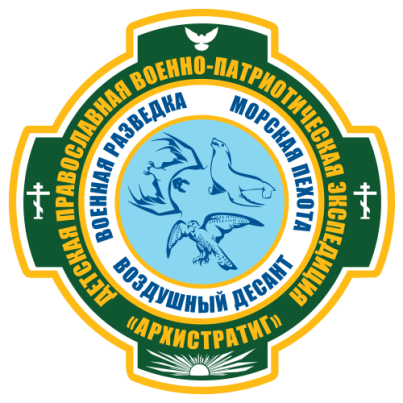 ДЕТСКАЯ ПРАВОСЛАВНАЯ ВОЕННО-ПАТРИОТИЧЕСКАЯ ЭКСПЕДИЦИЯ
«АРХИСТРАТИГ»
ВОЕННАЯ РАЗВЕДКА
МОРСКАЯ ПЕХОТА
ВОЗДУШНЫЙ ДЕСАНТ